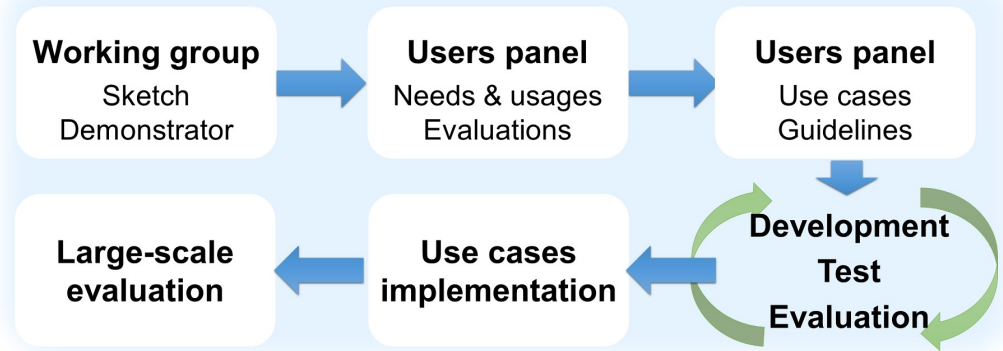 Working group
Sketch
Demonstrator
Users panel
Needs & usages
Evaluations
Users panel
Use cases
Guidelines
Development
Test
Evaluation
Use cases
implementation
Large-scale
evaluation